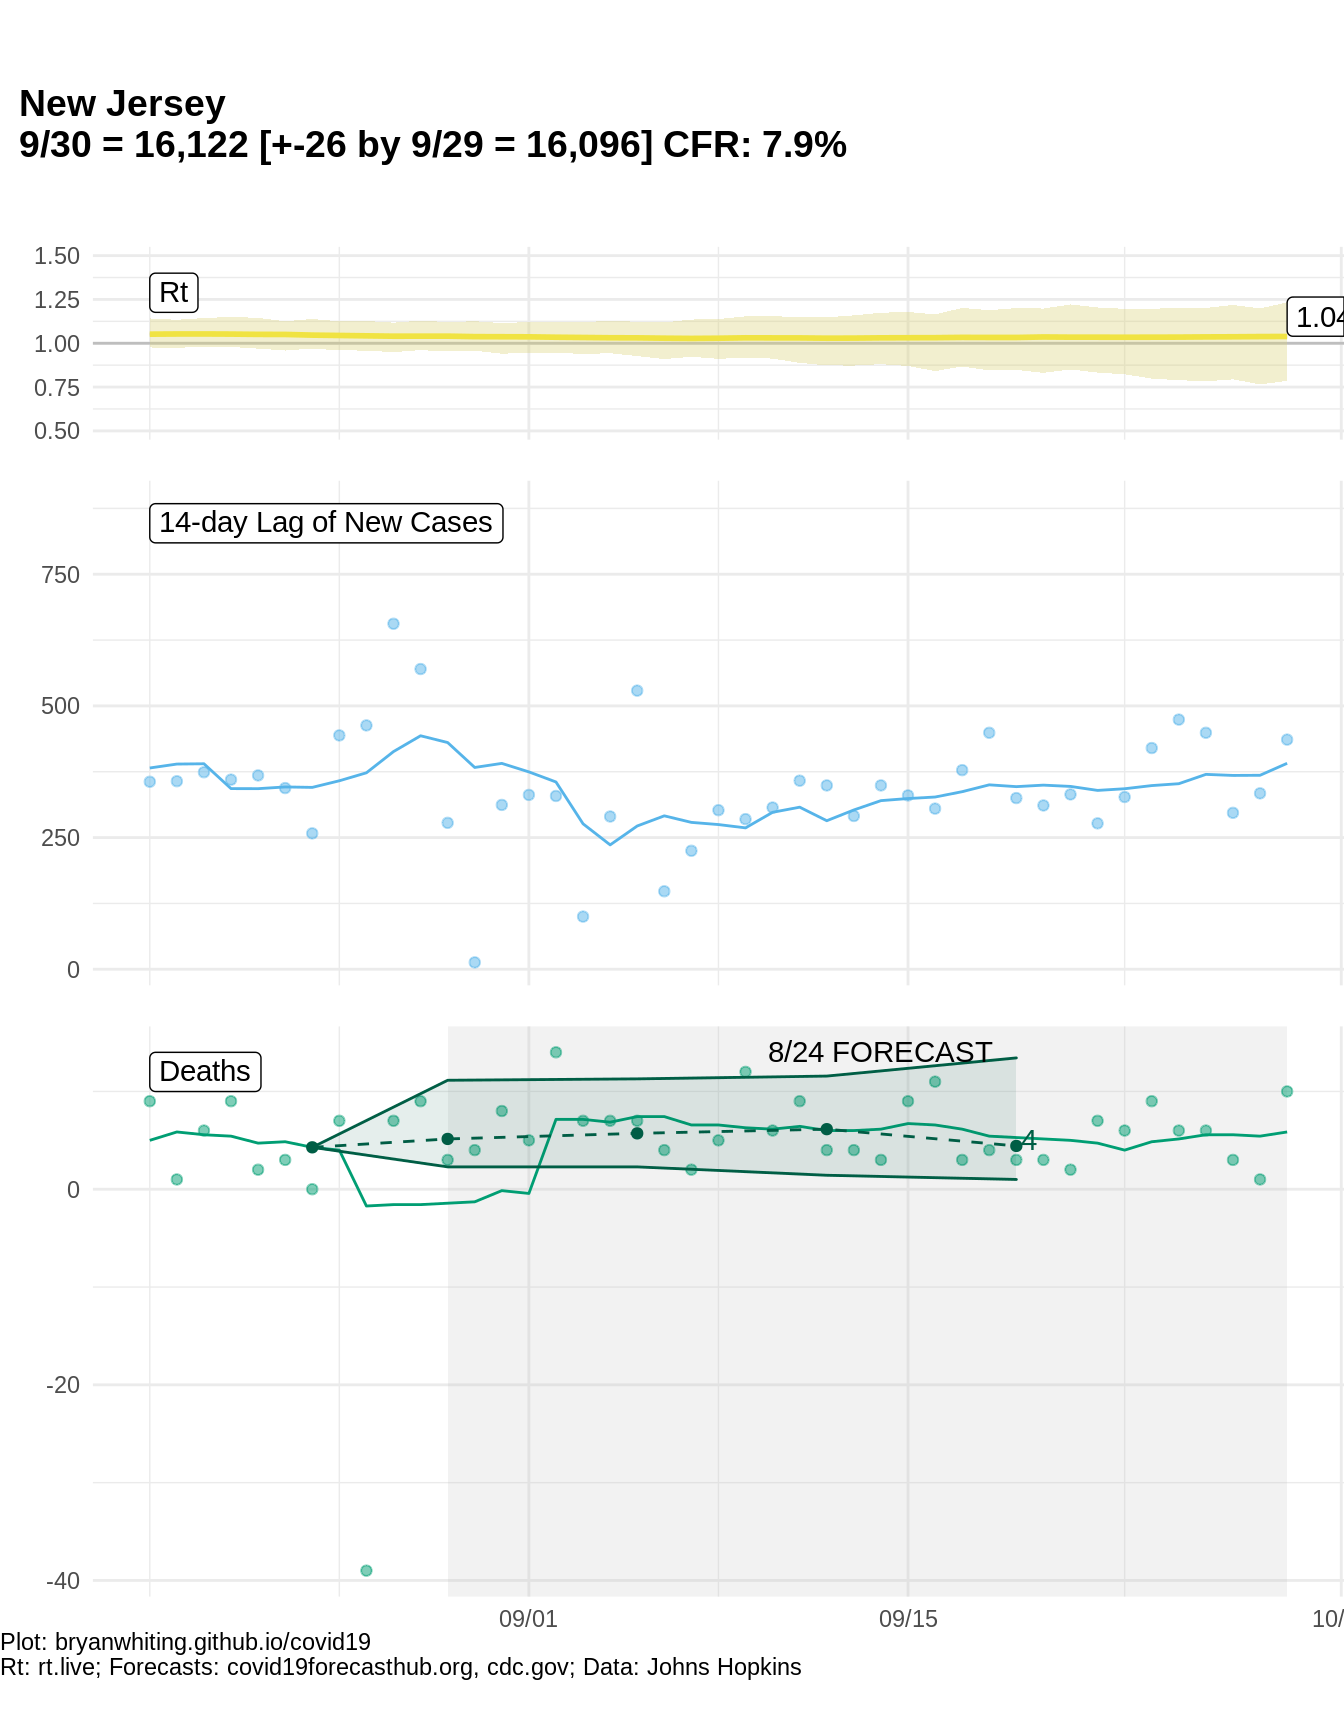 New Jersey
9/30 = 16,122 [+-26 by 9/29 = 16,096] CFR: 7.9%
1.50
Rt
1.25
1.04
1.00
0.75
0.50
14-day Lag of New Cases
750
500
250
0
8/24 FORECAST
Deaths
4
0
-20
-40
09/01
09/15
10/
Plot: bryanwhiting.github.io/covid19
Rt: rt.live; Forecasts: covid19forecasthub.org, cdc.gov; Data: Johns Hopkins